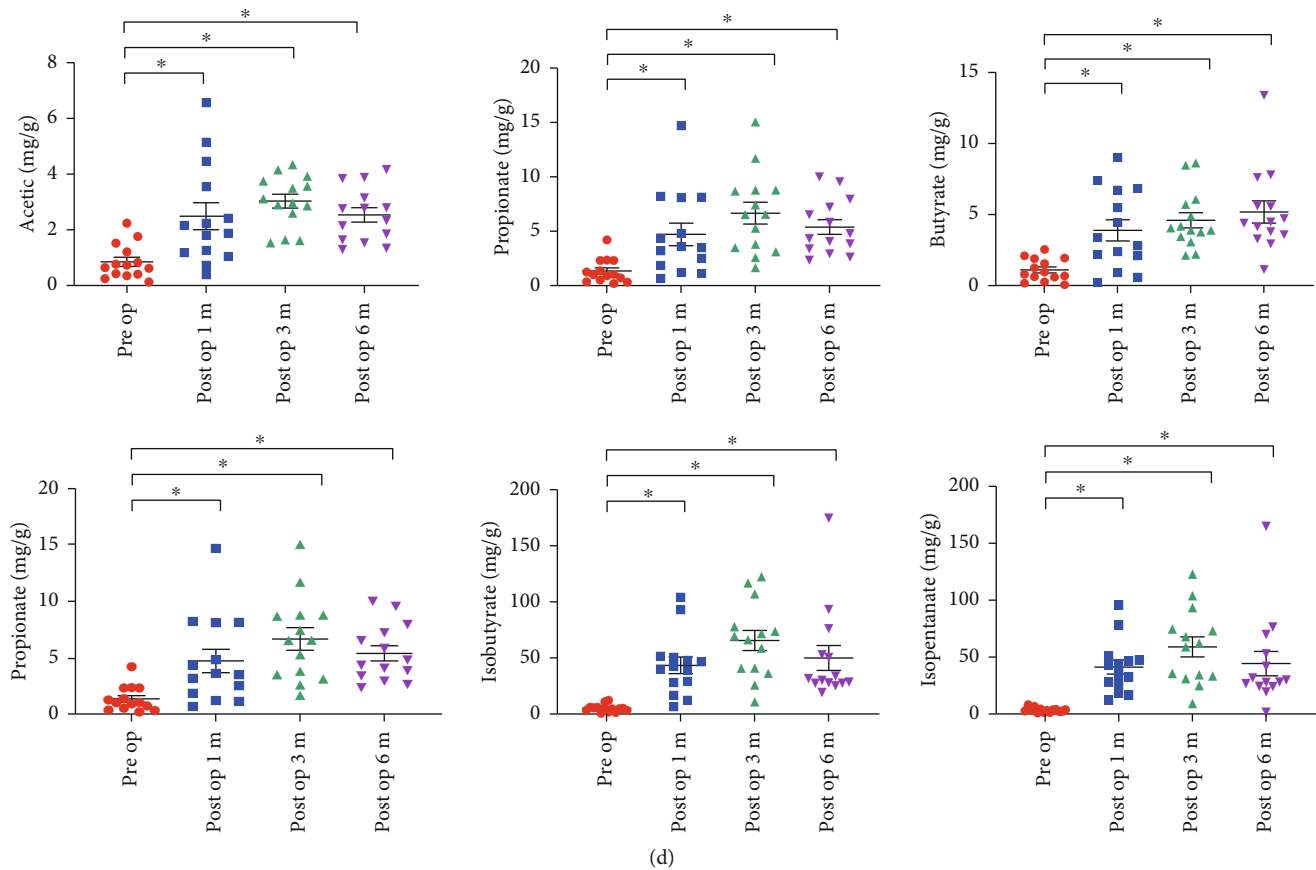 * * *
Acetic (mg/g)
8
6
4
2
0
Pre op
Post op 1 m
Post op 3 m
Post op 6 m
* * *
Propionate (mg/g)
20
15
10
5
0
Pre op
Post op 1 m
Post op 3 m
Post op 6 m
* * *
Butyrate (mg/g)
15
10
5
0
Pre op
Post op 1 m
Post op 3 m
Post op 6 m
* * *
Propionate (mg/g)
20
15
10
5
0
Pre op
Post op 1 m
Post op 3 m
Post op 6 m
* * *
Isobutyrate (mg/g)
200
150
100
50
0
Pre op
Post op 1 m
Post op 3 m
Post op 6 m
* * *
Isopentanate (mg/g)
200
150
100
50
0
Pre op
Post op 1 m
Post op 3 m
Post op 6 m
(d)